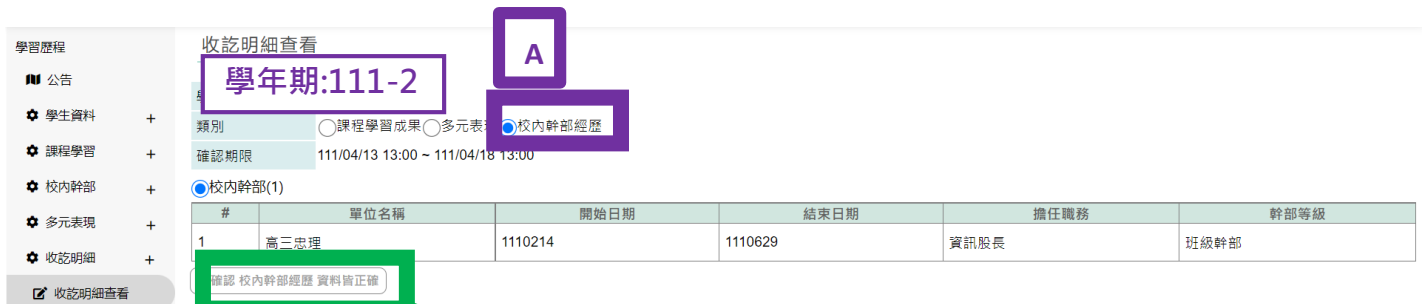 學習歷程
公告
學生資料 +
課程學習 +
校內幹部 +
多元表現 +
收訖明細 +
收訖明細查看
收訖明細查看
A
學年期:111-2
類別 課程學習成果 多元表 校內幹部經歷
確認期限 111/04/13 13:00 ~ 111/04/18 13:00
校內幹部(1)
# 單位名稱 開始日期 結束日期 擔任職務 幹部等級
1 高三忠理 1110214 1110629 資訊股長 班級幹部
確認 校內幹部經歷 資料皆正確